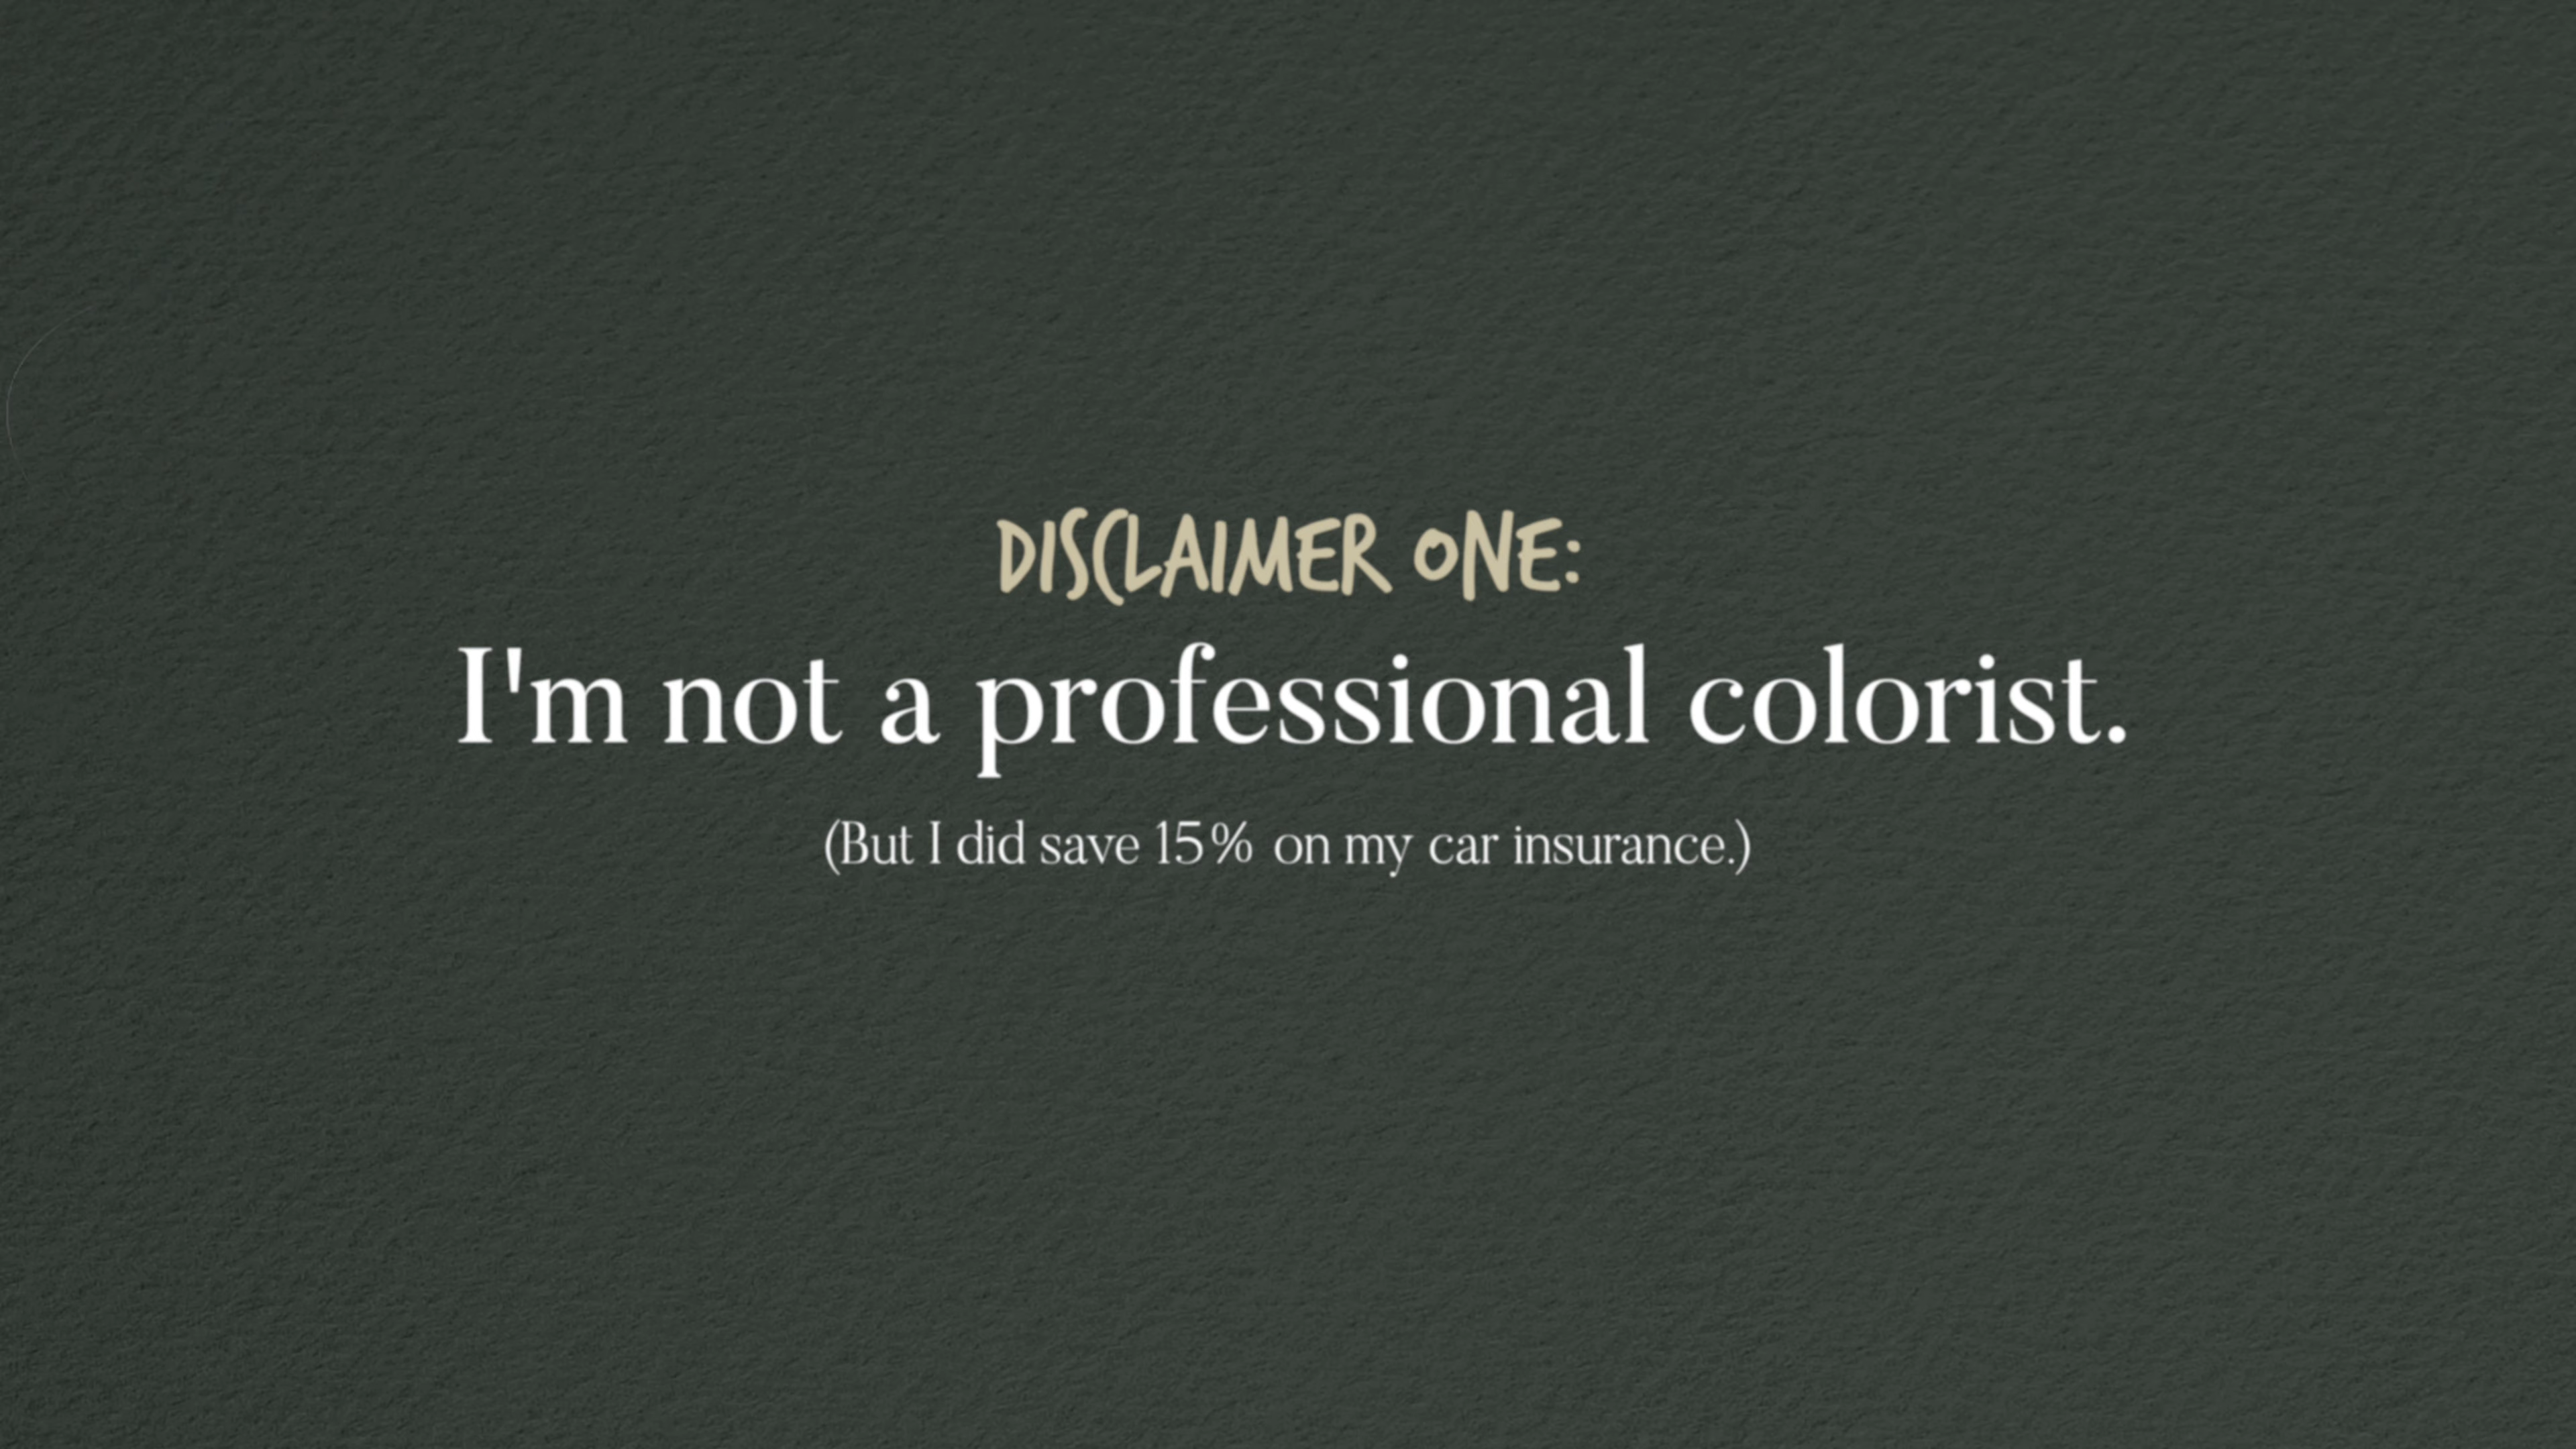 DISCLAIMER ONE:
I'm not a professional colorist.
(But I did save 15% on my car insurance.)